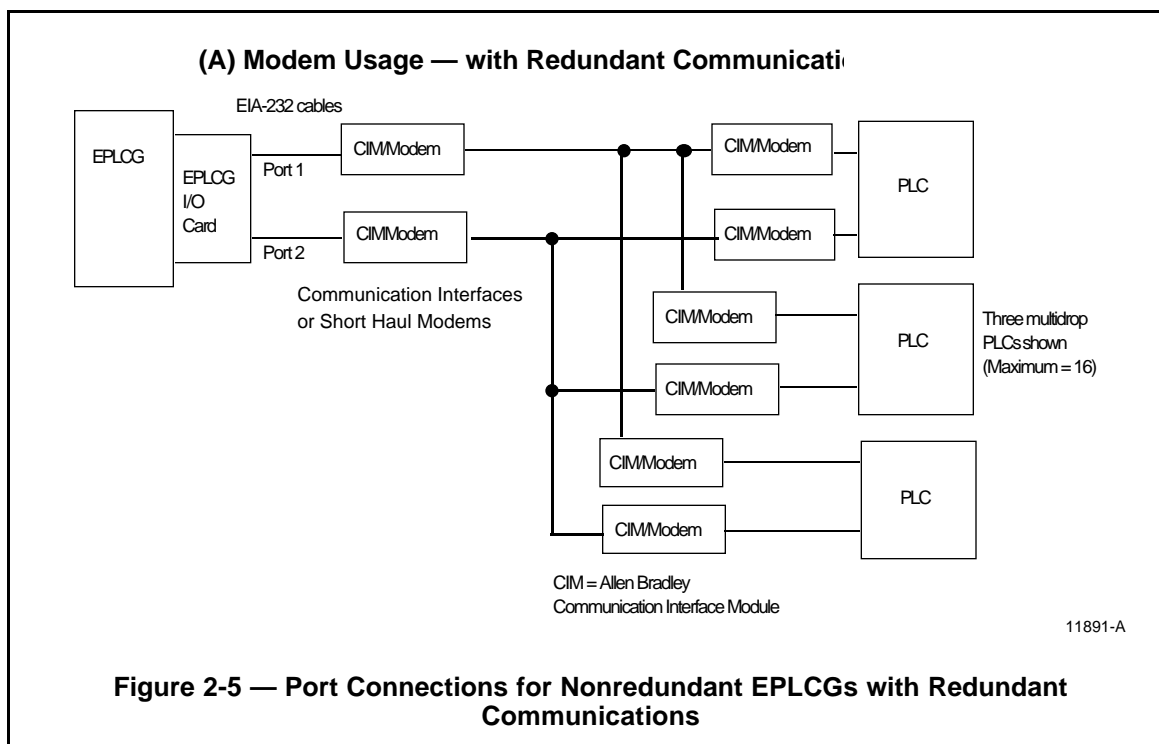 (A) Modem Usage — with Redundant Communicati
EIA-232 cables
EPLCG
EPLCG
I/O
Card
Port 1
Port 2
CIM/Modem
CIMModem
Communication Interfaces
or Short Haul Modems
CIM/Modem
CIM/Modem
PLC
CIM/Modem
CIM/Modem
PLC
Three multidrop
PLCs shown
(Maximum = 16)
CIM/Modem
CIM/Modem
PLC
CIM = Allen Bradley
Communication Interface Module
11891-A
Figure 2-5 — Port Connections for Nonredundant EPLCGs with Redundant
Communications